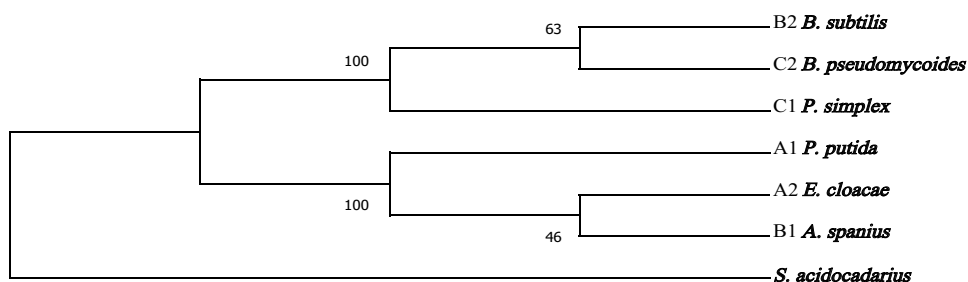 B2 B. subtilis
63
C2 B. pseudomycoides
100
C1 P. simplex
A1 P. putida
A2 E. cloacae
100
B1 A. spanius
46
S. acidocadarius